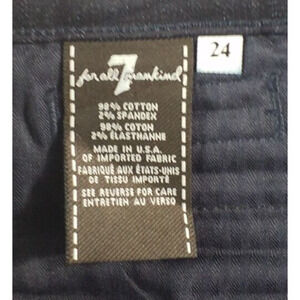 7
for all mankind
24
98% COTTON
2% SPANDEX
98% COTON
2% ÉLASTHANNE
MADE IN U.S.A.
OF IMPORTED FABRIC
FABRIQUÉ AUX ÉTATS-UNIS
DE TISSU IMPORTÉ
SEE REVERSE FOR CARE
ENTRETIEN AU VERSO